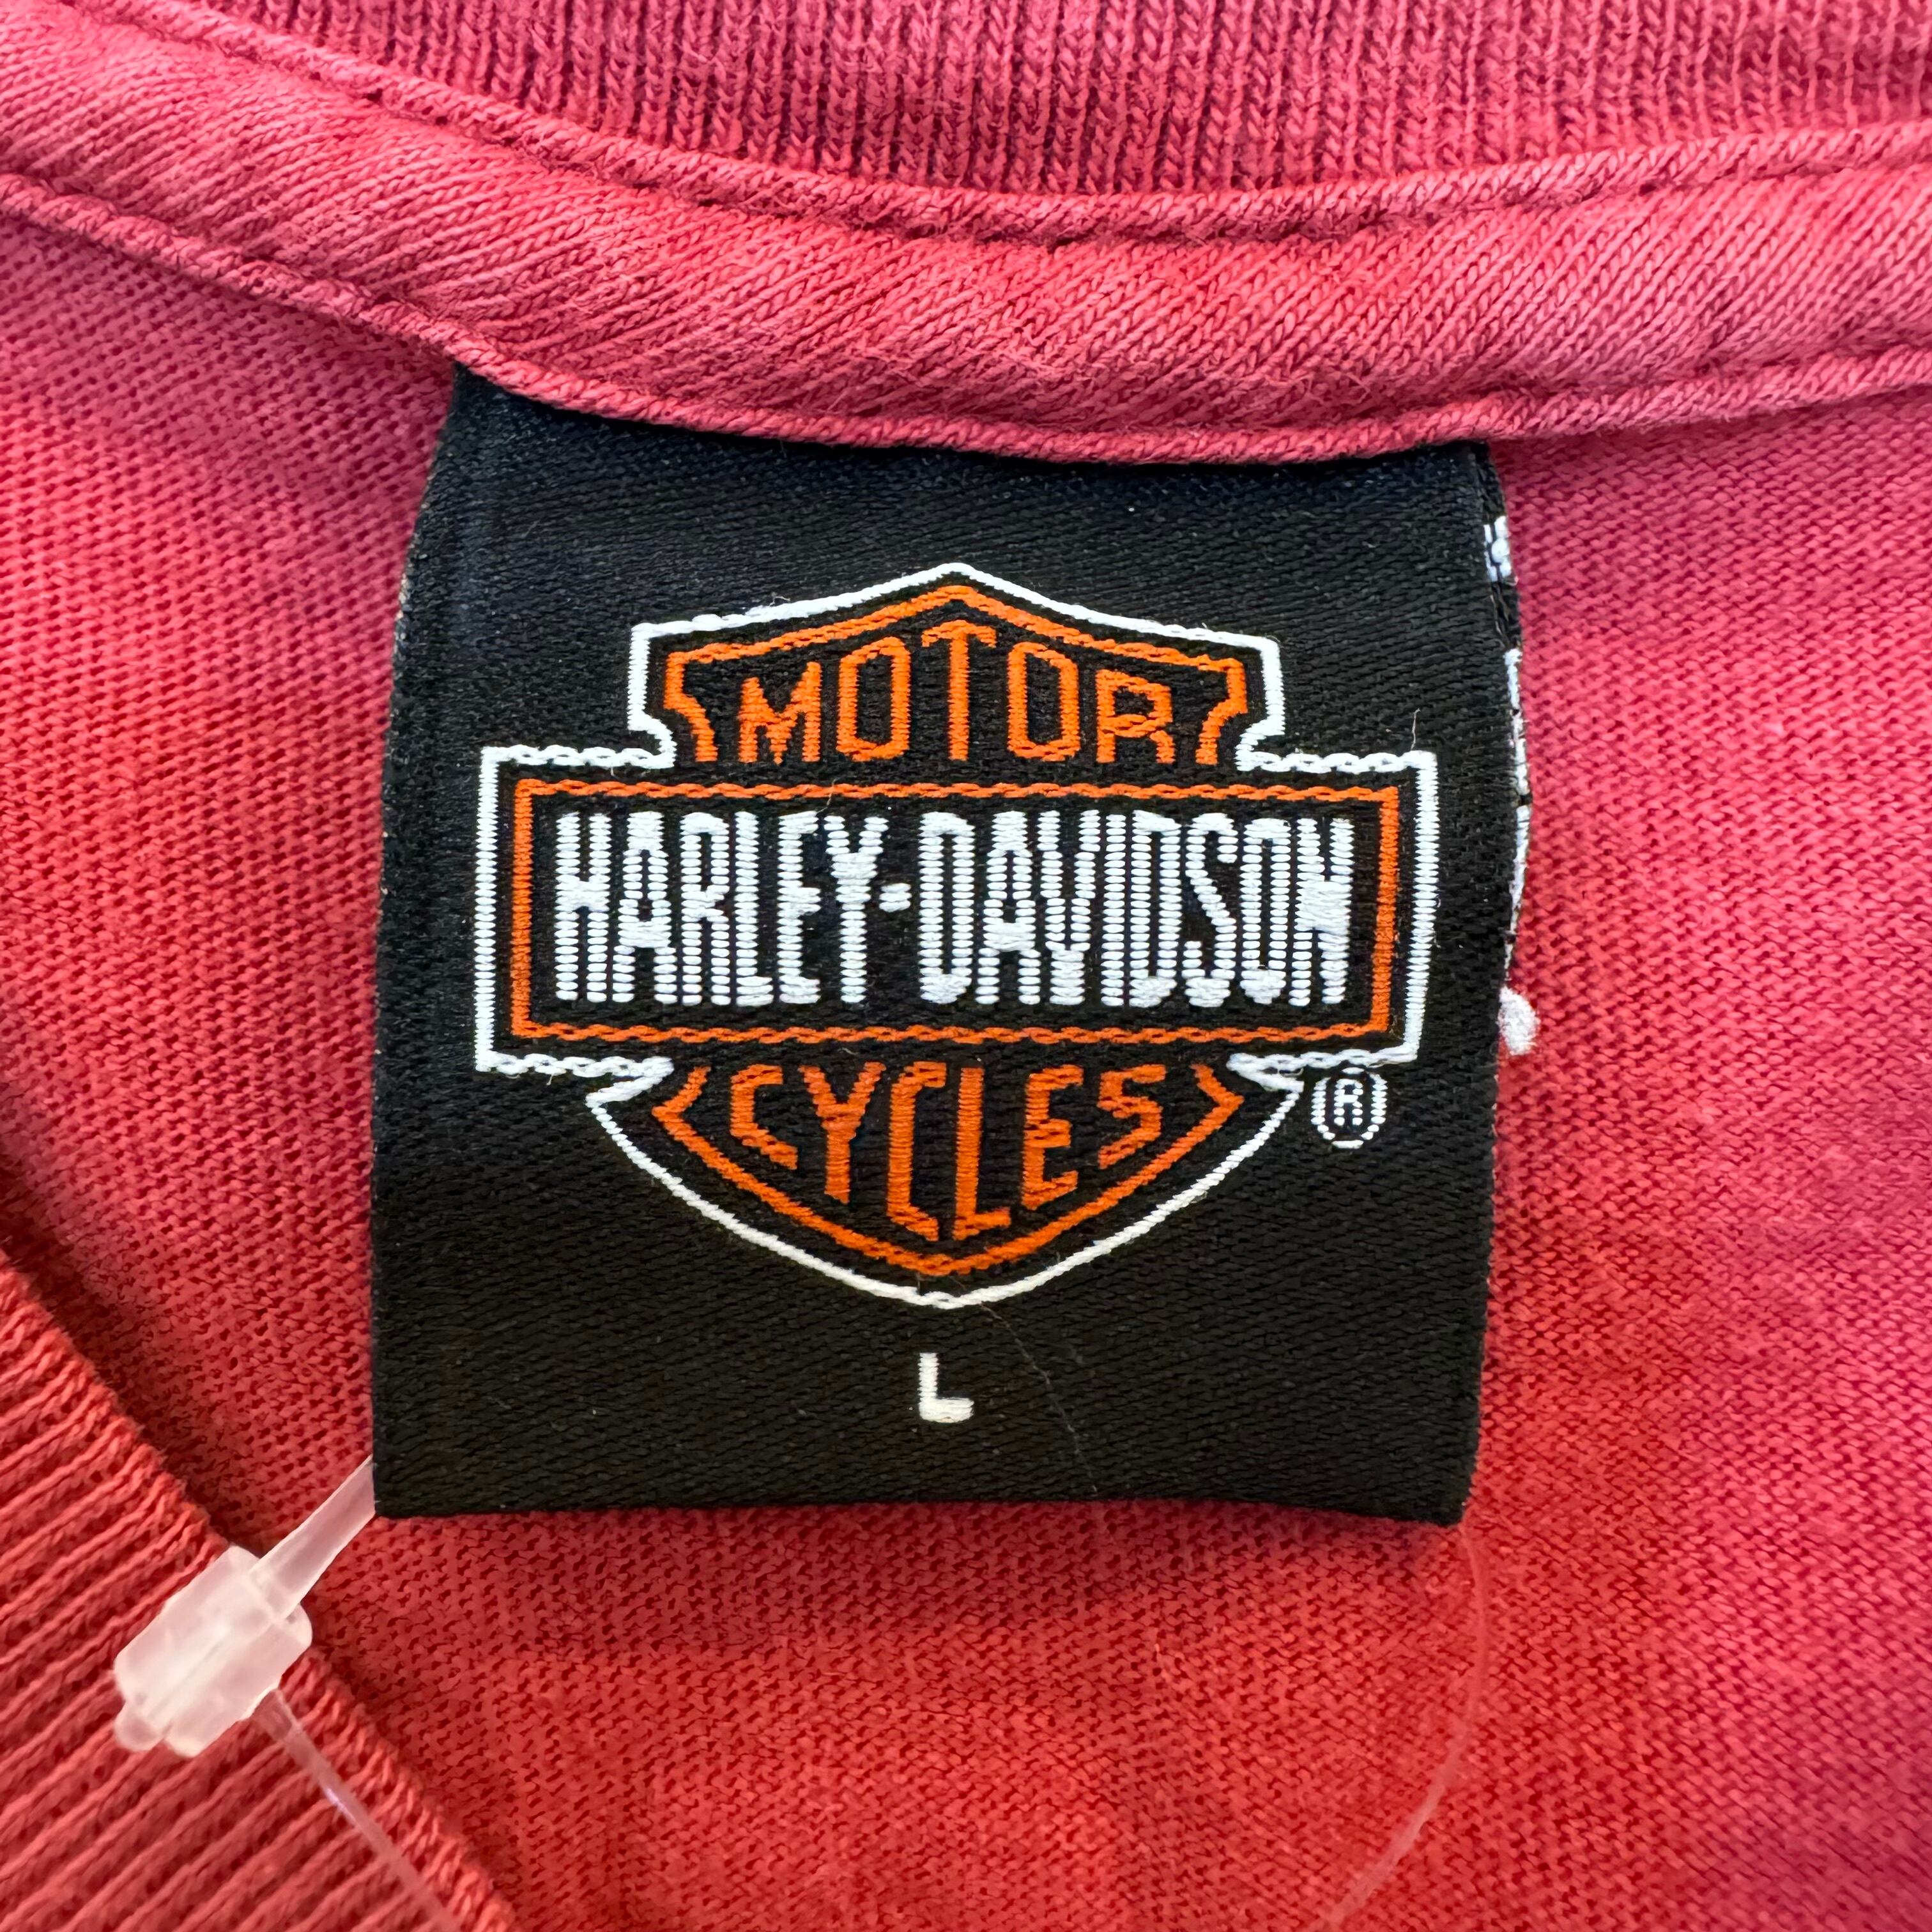 MOTOR
HARLEY-DAVIDSON
CYCLES
®
L